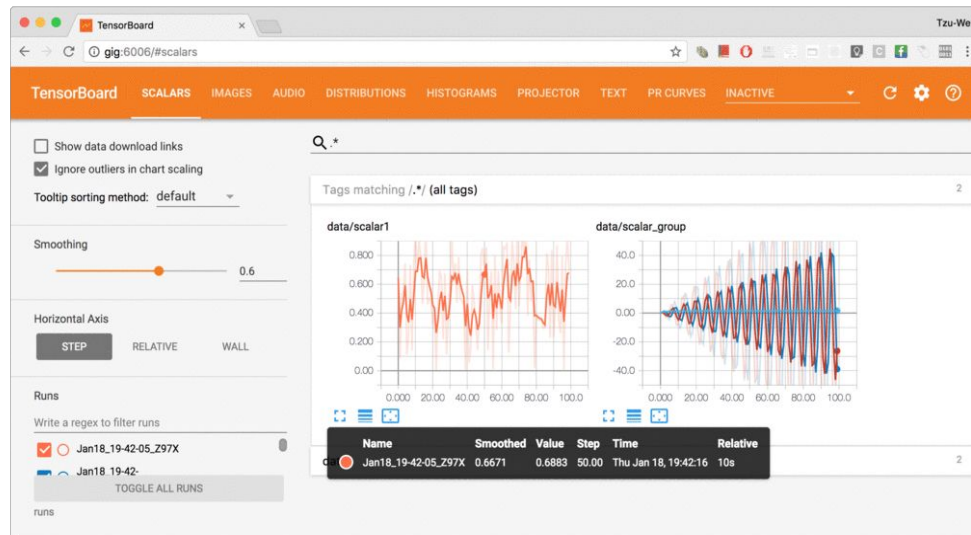 TensorBoard
Tzu-We
gig:6006/#scalars
TensorBoard SCALARS IMAGES AUDIO DISTRIBUTIONS HISTOGRAMS PROJECTOR TEXT PR CURVES INACTIVE
Show data download links
Ignore outliers in chart scaling
Tooltip sorting method: default
Smoothing
0.6
Horizontal Axis
STEP RELATIVE WALL
Runs
Write a regex to filter runs
Jan18_19-42-05_Z97X
Jan18_19-42-
TOGGLE ALL RUNS
runs
.*
Tags matching /.*/ (all tags) 2
data/scalar1
0.800
0.600
0.400
0.200
0.00
0.000 20.00 40.00 60.00 80.00 100.0
data/scalar_group
40.0
20.0
0.00
-20.0
-40.0
0.000 20.00 40.00 60.00 80.00 100.0
Name Smoothed Value Step Time Relative
Jan18_19-42-05_Z97X 0.6671 0.6883 50.00 Thu Jan 18, 19:42:16 10s
2